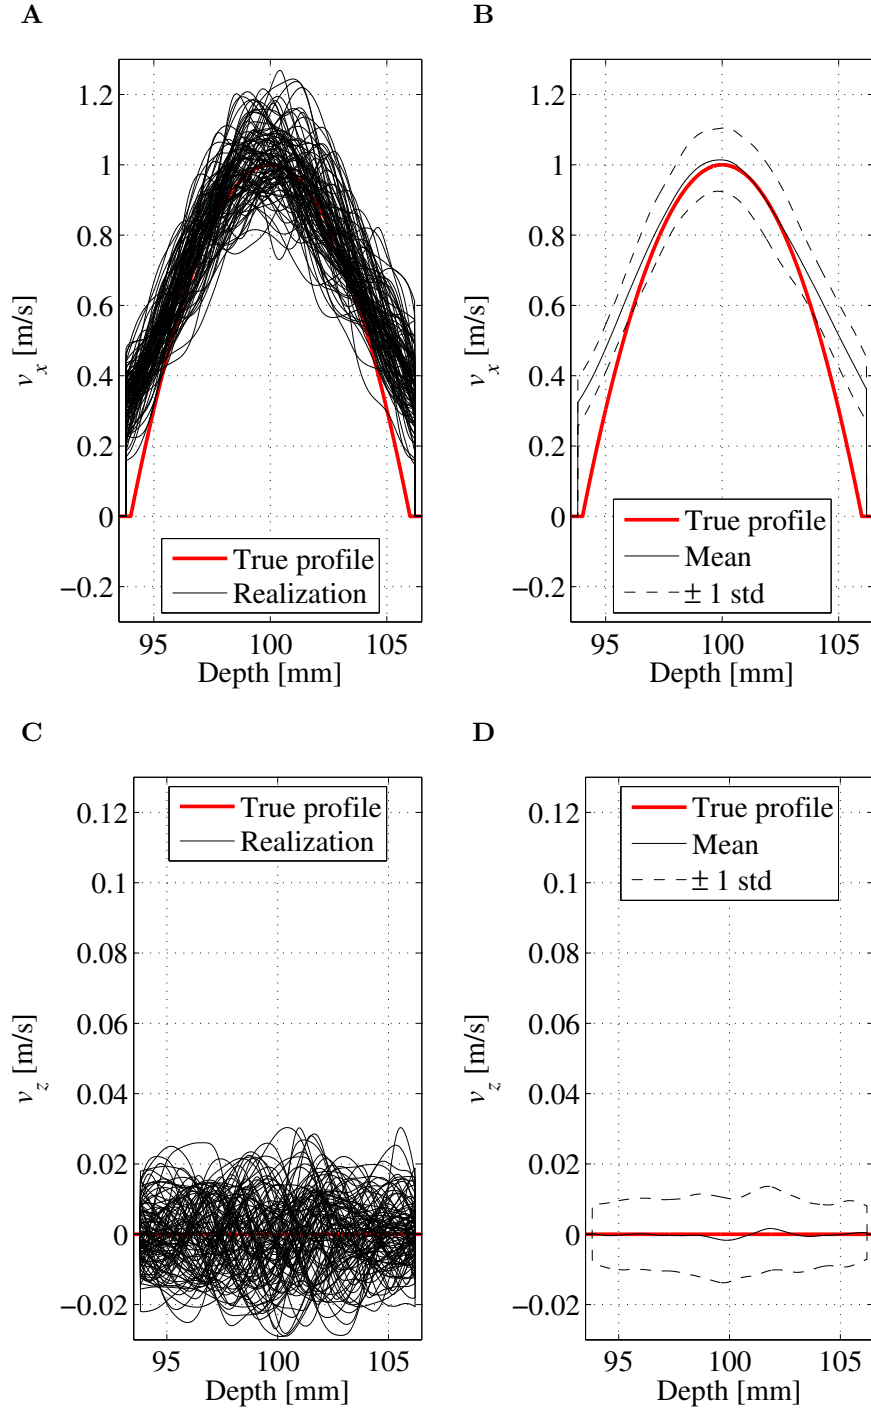 A
1.2
1
0.8
0.6
0.4
0.2
0
−0.2
v_x [m/s]
True profile
Realization
95
100
105
Depth [mm]
B
1.2
1
0.8
0.6
0.4
0.2
0
−0.2
v_x [m/s]
True profile
Mean
± 1 std
95
100
105
Depth [mm]
C
0.12
0.1
0.08
0.06
0.04
0.02
0
−0.02
v_z [m/s]
True profile
Realization
95
100
105
Depth [mm]
D
0.12
0.1
0.08
0.06
0.04
0.02
0
−0.02
v_z [m/s]
True profile
Mean
± 1 std
95
100
105
Depth [mm]